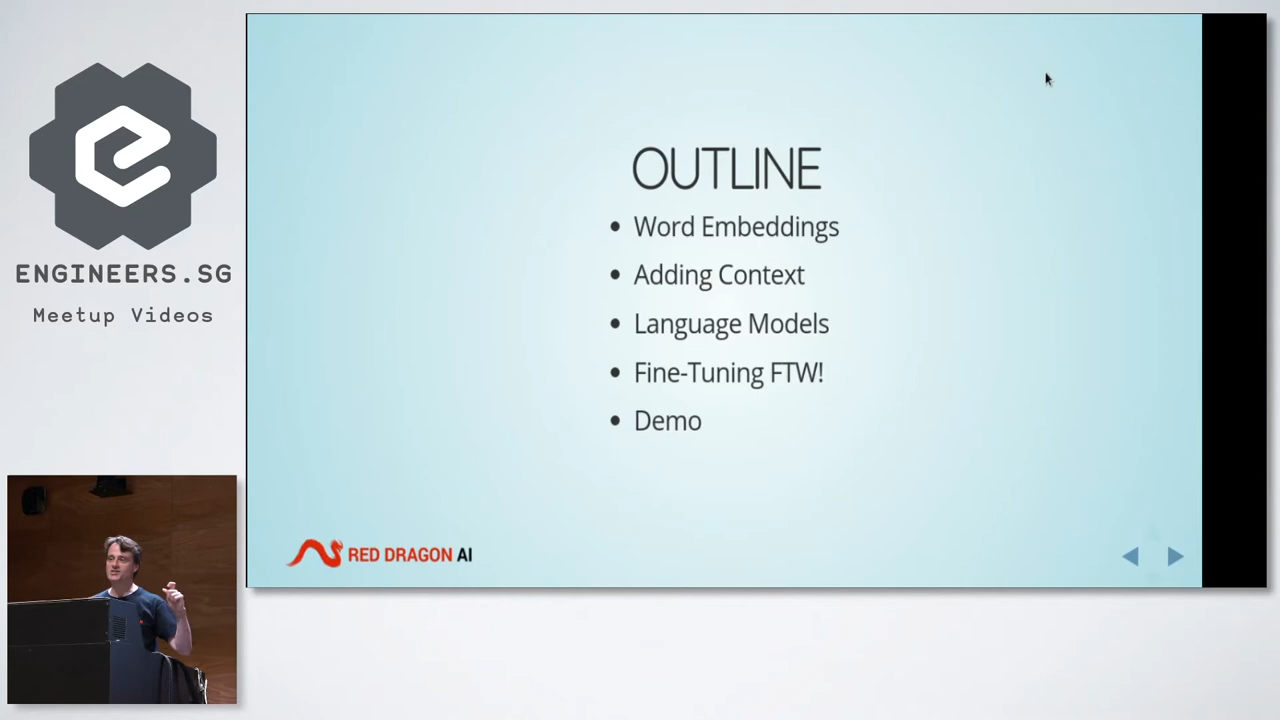 ENGINEERS.SG
Meetup Videos
OUTLINE
• Word Embeddings
• Adding Context
• Language Models
• Fine-Tuning FTW!
• Demo
RED DRAGON AI